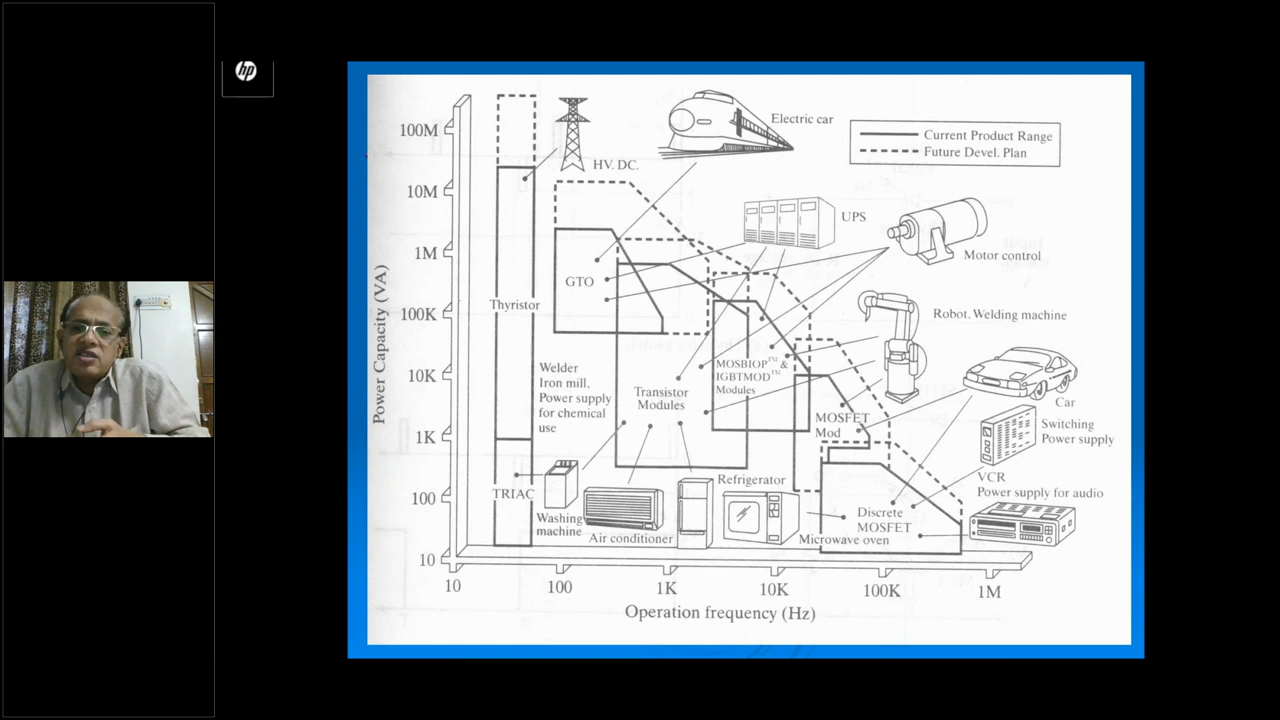 hp
Electric car
Current Product Range
Future Devel. Plan
HV. DC.
UPS
Motor control
Robot, Welding machine
Car
Switching
Power supply
VCR
Power supply for audio
GTO
Thyristor
TRIAC
Welder
Iron mill,
Power supply
for chemical
use
Transistor
Modules
MOSBIOP™ &
IGBTMOD™
Modules
MOSFET
Mod
Discrete
MOSFET
Washing
machine
Air conditioner
Refrigerator
Microwave oven
Power Capacity (VA)
100M
10M
1M
100K
10K
1K
100
10
10
100
1K
10K
100K
1M
Operation frequency (Hz)